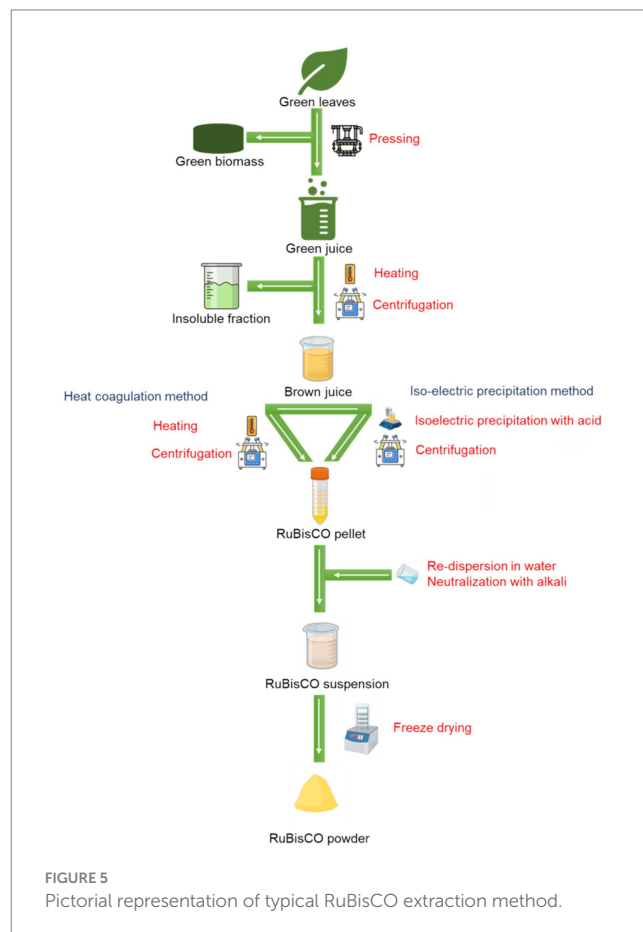 Green leaves
Pressing
Green biomass
Green juice
Heating
Centrifugation
Insoluble fraction
Brown juice
Heat coagulation method
Iso-electric precipitation method
Heating
Isoelectric precipitation with acid
Centrifugation
Centrifugation
RuBisCO pellet
Re-dispersion in water
Neutralization with alkali
RuBisCO suspension
Freeze drying
RuBisCO powder
FIGURE 5
Pictorial representation of typical RuBisCO extraction method.